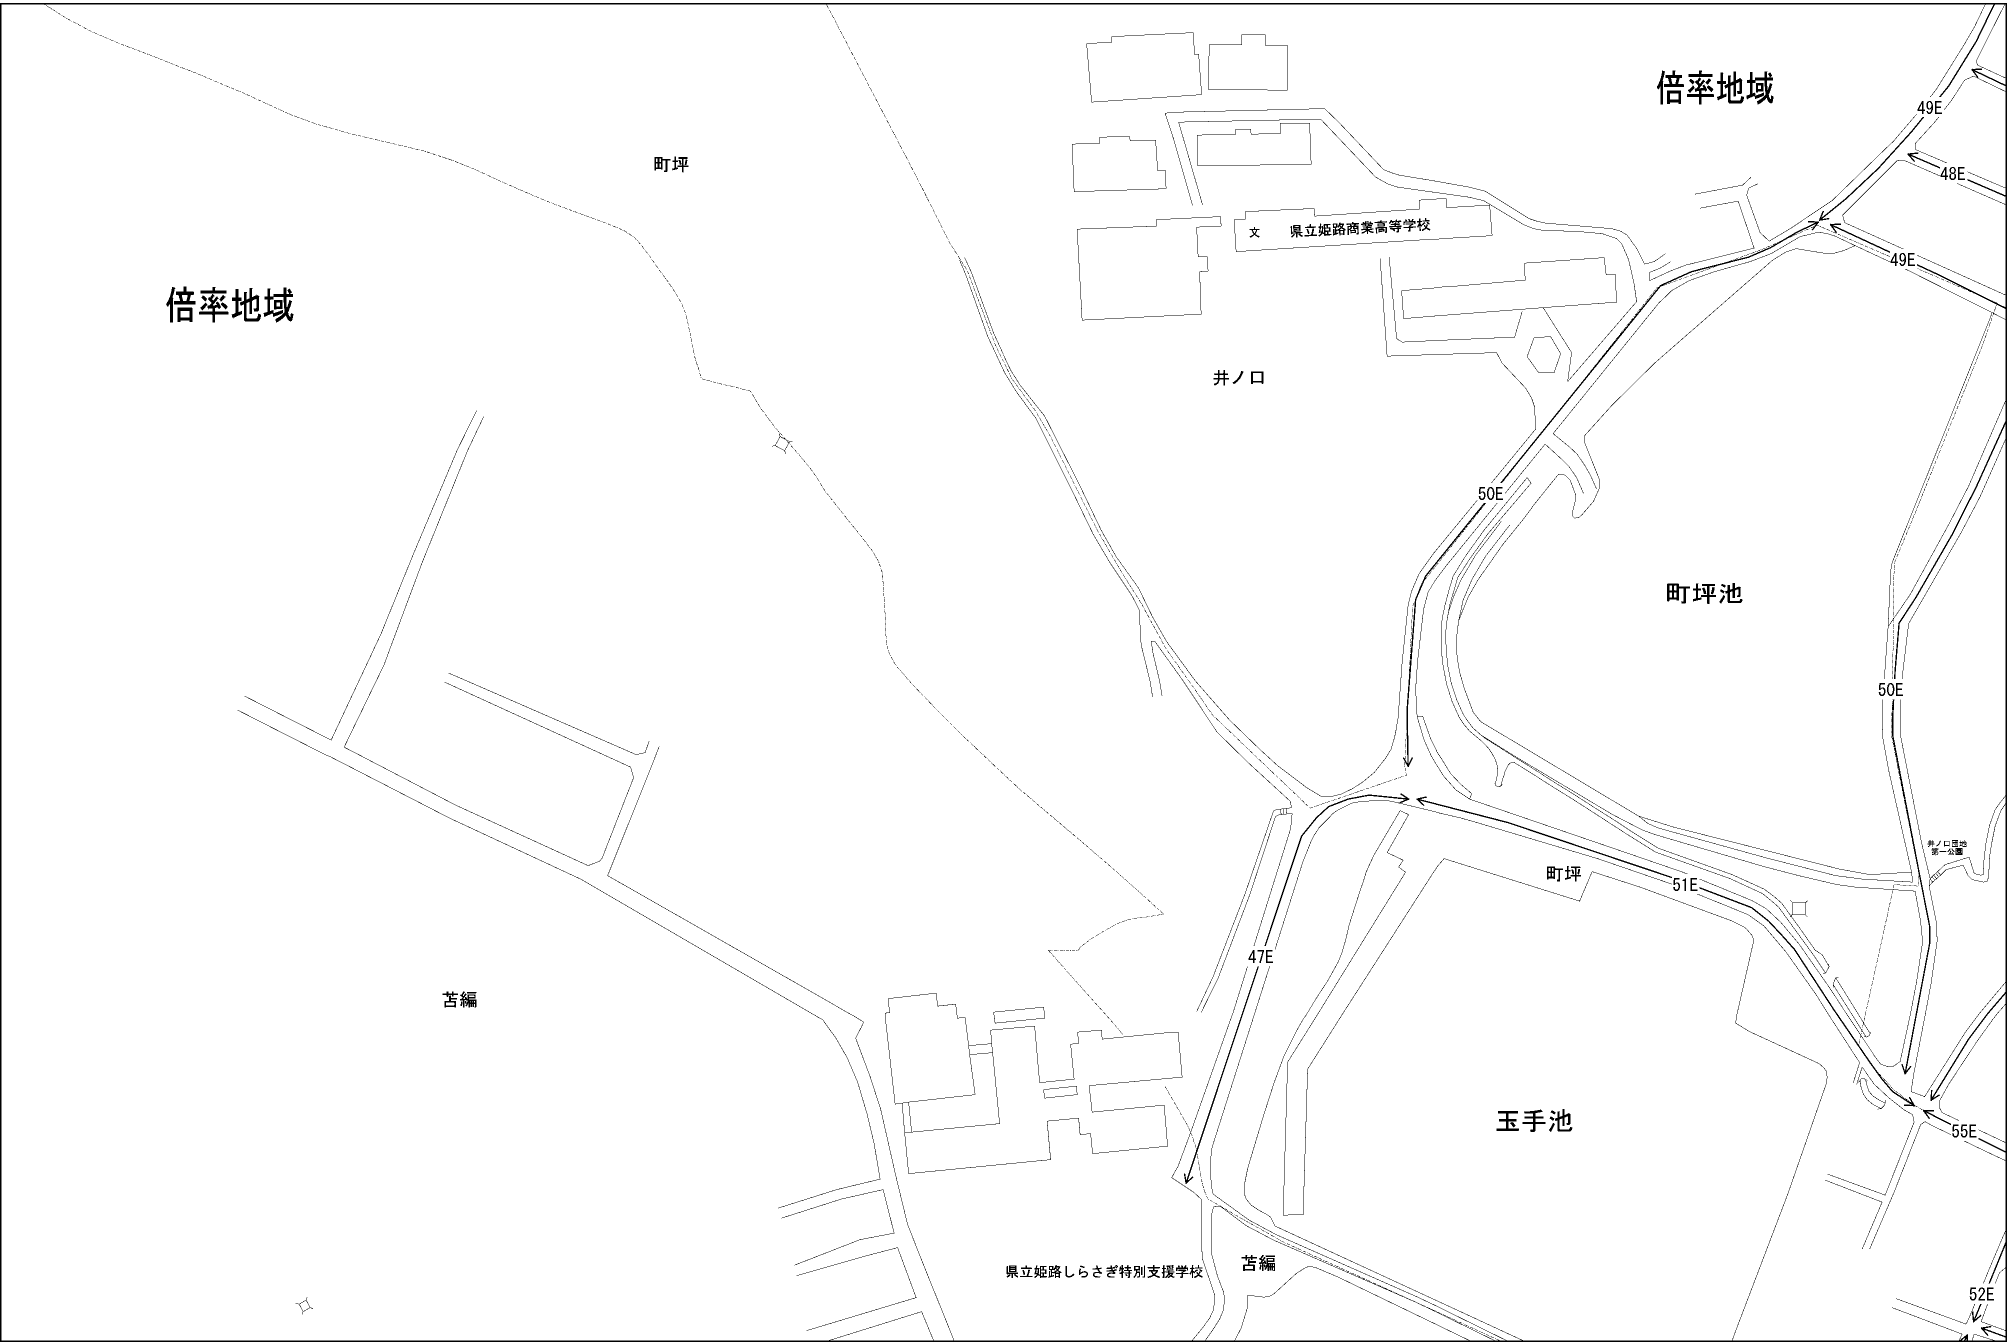 倍率地域
49E
町坪
48E
文 県立姫路商業高等学校
49E
倍率地域
井ノ口
50E
町坪池
50E
井ノ口団地
第一公園
町坪
51E
47E
苫編
玉手池
55E
苫編
県立姫路しらさぎ特別支援学校
52E